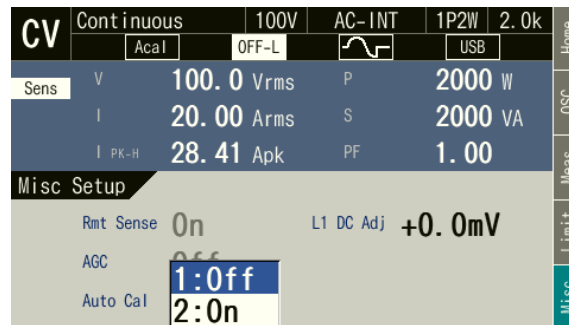 CV Continuous 100V AC-INT 1P2W 2.0k
Acal OFF-L USB
Home
Sens V 100.0 Vrms P 2000 W
OSC
I 20.00 Arms S 2000 VA
I PK-H 28.41 Apk PF 1.00
Meas
Misc Setup
Rmt Sense On L1 DC Adj +0.0mV
Limit
AGC Off
1:Off
Auto Cal 2:On
Misc